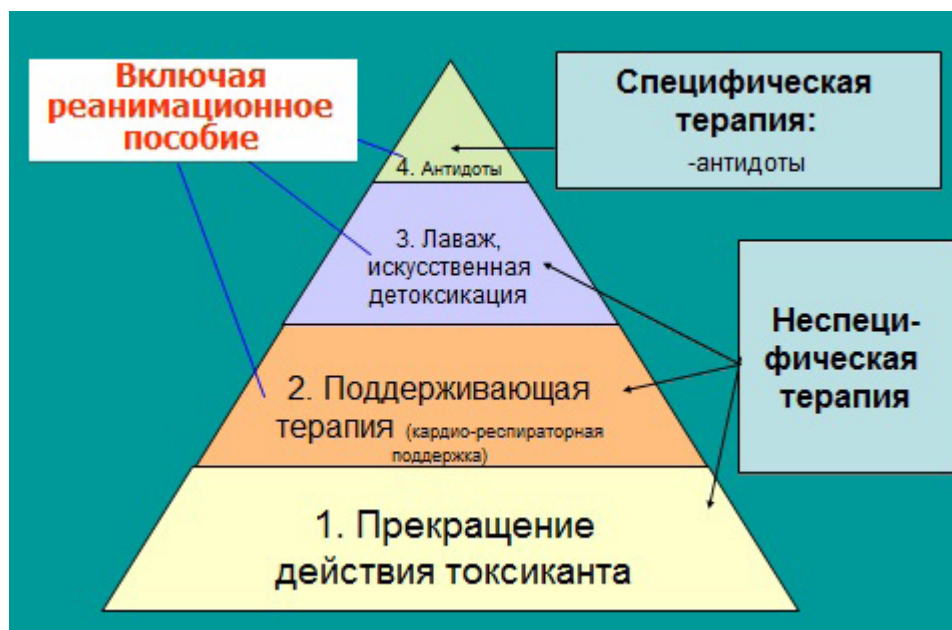 Включая
реанимационное
пособие
Специфическая
терапия:
-антидоты
4. Антидоты
3. Лаваж,
искусственная
детоксикация
Неспеци-
фическая
терапия
2. Поддерживающая
терапия (кардио-респираторная
поддержка)
1. Прекращение
действия токсиканта